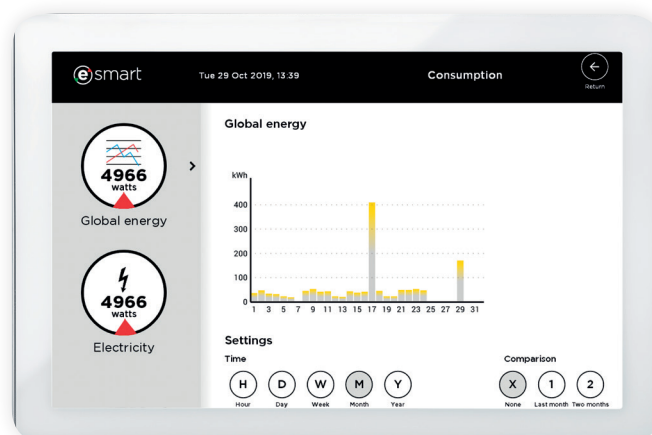 esmart
Tue 29 Oct 2019, 13:39
Consumption
Return
4966
watts
Global energy
4966
watts
Electricity
Global energy
kWh
400
300
200
100
0
1 3 5 7 9 11 13 15 17 19 21 23 25 27 29 31
Settings
Time
H D W M Y
Hour Day Week Month Year
Comparison
X 1 2
None Last month Two months